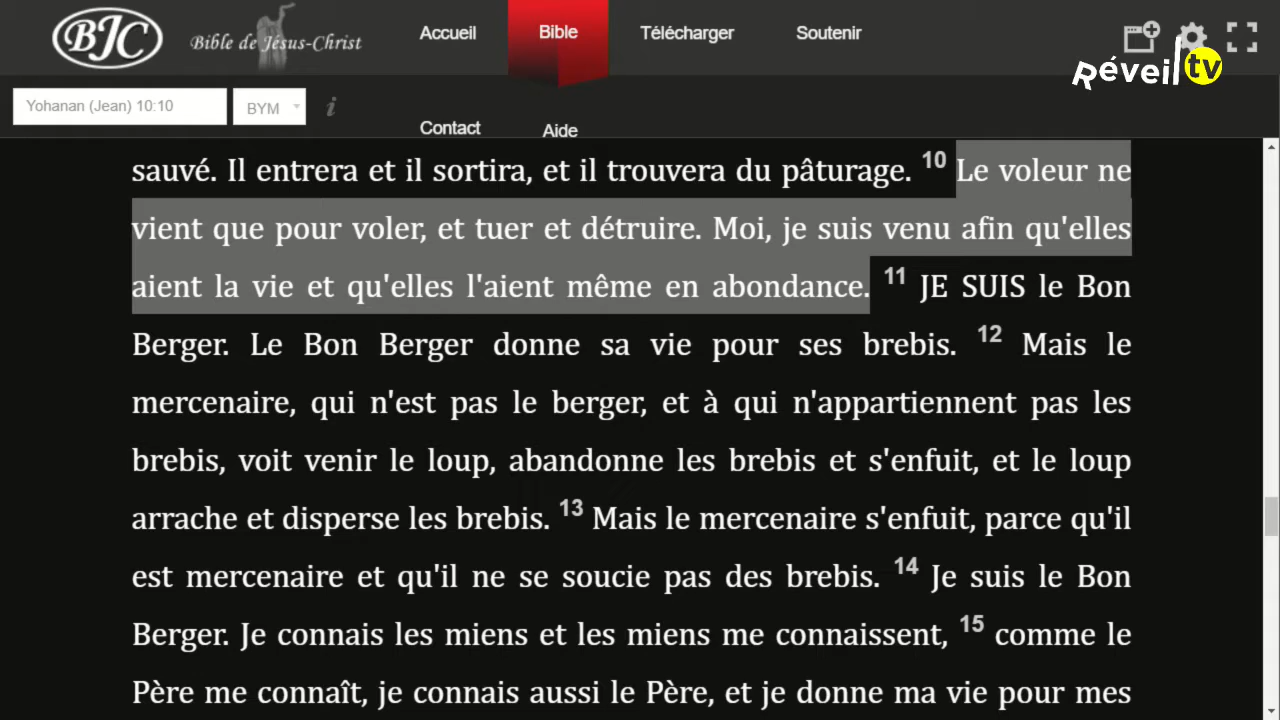 BJC Bible de Jésus-Christ
Accueil Bible Télécharger Soutenir
Réveil tv
Yohanan (Jean) 10:10 BYM i
Contact Aide
sauvé. Il entrera et il sortira, et il trouvera du pâturage. 10 Le voleur ne
vient que pour voler, et tuer et détruire. Moi, je suis venu afin qu'elles
aient la vie et qu'elles l'aient même en abondance. 11 JE SUIS le Bon
Berger. Le Bon Berger donne sa vie pour ses brebis. 12 Mais le
mercenaire, qui n'est pas le berger, et à qui n'appartiennent pas les
brebis, voit venir le loup, abandonne les brebis et s'enfuit, et le loup
arrache et disperse les brebis. 13 Mais le mercenaire s'enfuit, parce qu'il
est mercenaire et qu'il ne se soucie pas des brebis. 14 Je suis le Bon
Berger. Je connais les miens et les miens me connaissent, 15 comme le
Père me connaît, je connais aussi le Père, et je donne ma vie pour mes